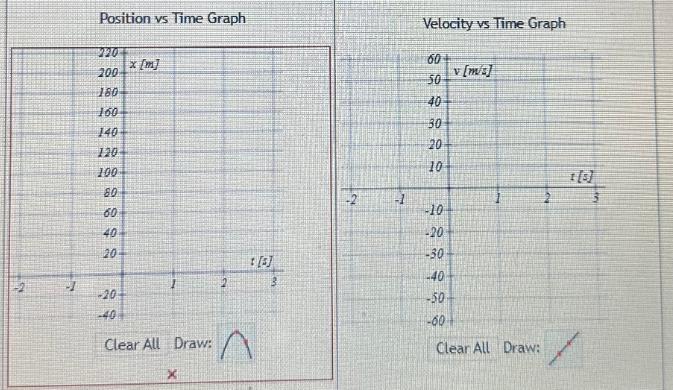 Position vs Time Graph
220
x [m]
200
180
160
140
120
100
80
60
40
20
t [s]
-2 -1 1 2 3
-20
-40
Clear All Draw:
Velocity vs Time Graph
60
v [m/s]
50
40
30
20
10
t [s]
-2 -1 1 2 3
-10
-20
-30
-40
-50
-60
Clear All Draw: